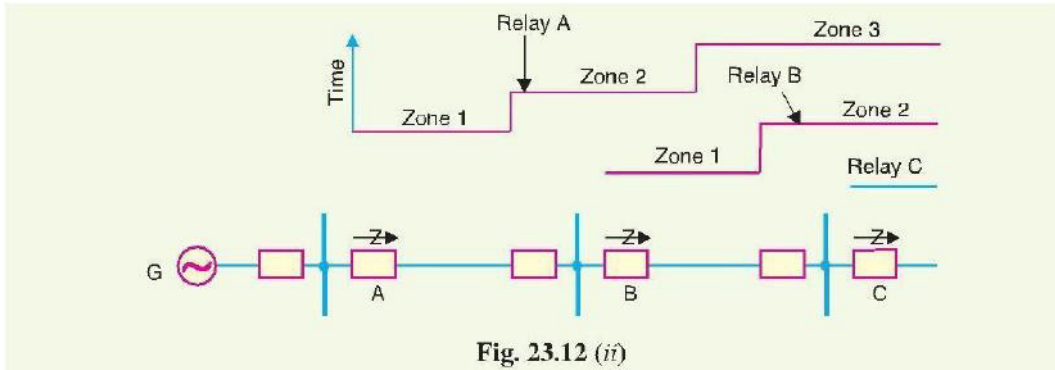 Relay A
Zone 3
Time
Zone 2
Relay B
Zone 1
Zone 2
Zone 1
Relay C
Z
Z
Z
G
A
B
C
Fig. 23.12 (ii)